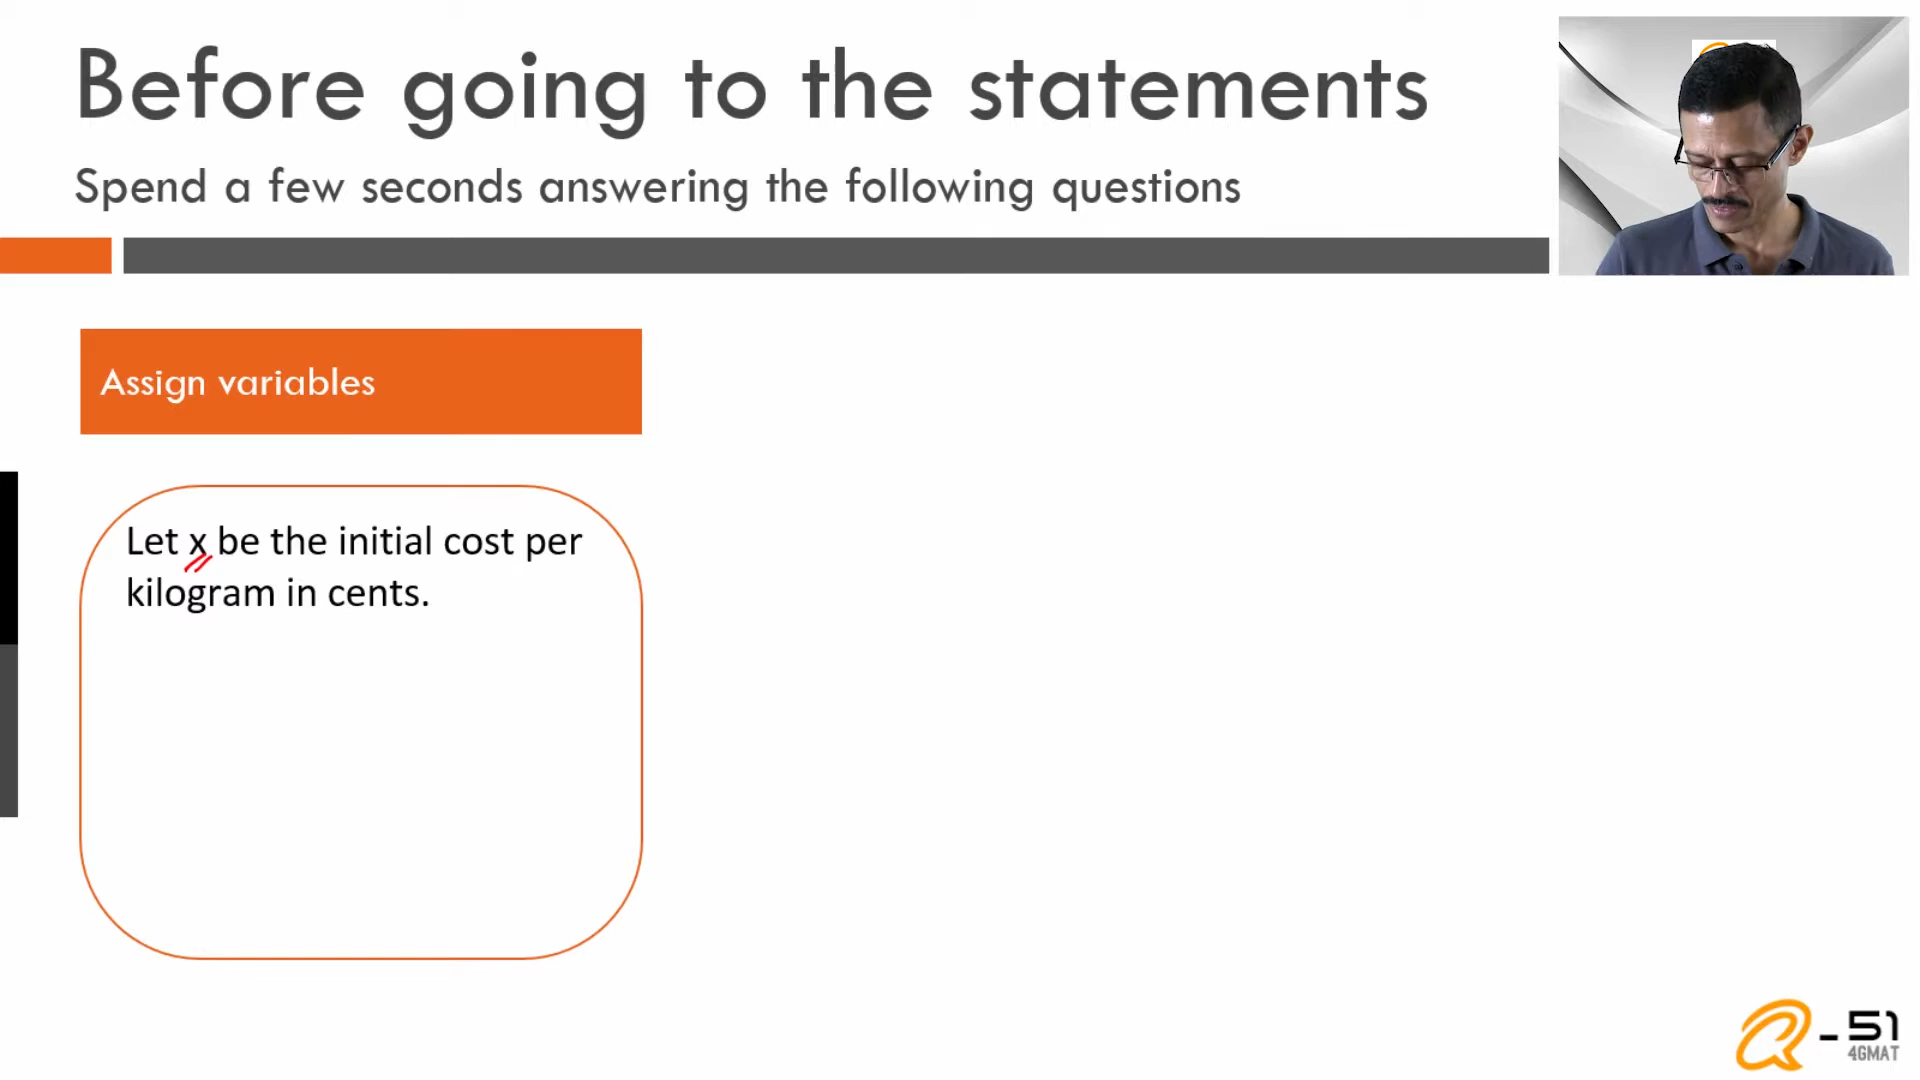 Before going to the statements
Spend a few seconds answering the following questions
Assign variables
Let x be the initial cost per
kilogram in cents.
Q-51
4GMAT